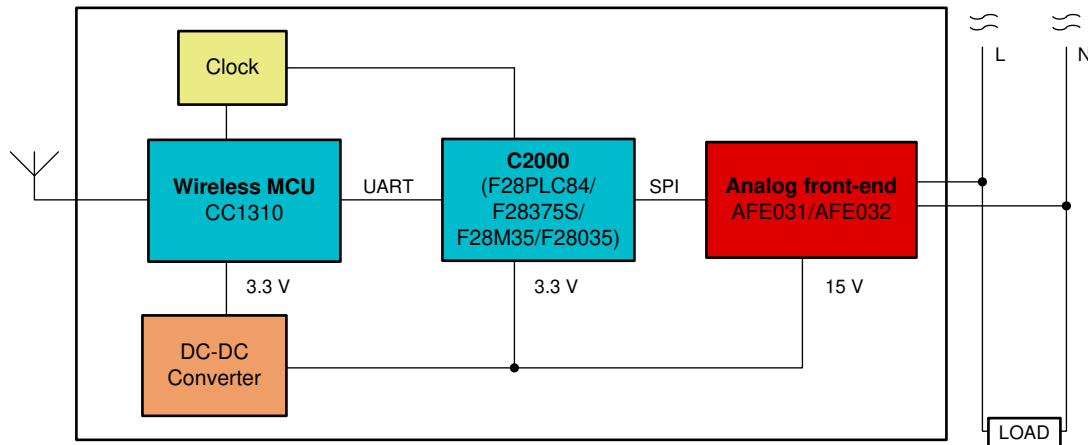 L
N
Clock
Wireless MCU
CC1310
UART
C2000
(F28PLC84/
F28375S/
F28M35/F28035)
SPI
Analog front-end
AFE031/AFE032
3.3 V
3.3 V
15 V
DC-DC
Converter
LOAD